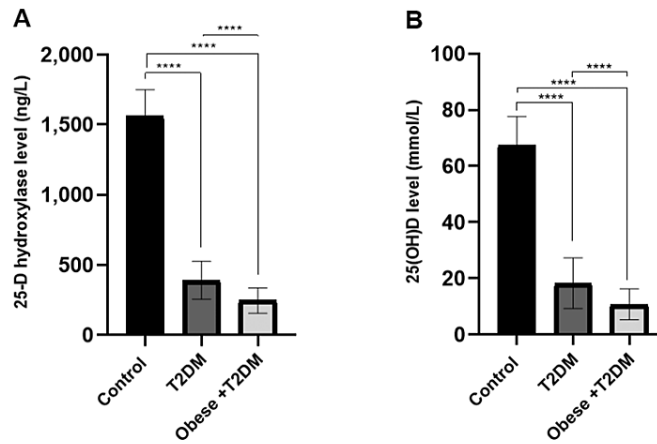 A
25-D hydroxylase level (ng/L)
2,000
1,500
1,000
500
0
****
****
****
Control
T2DM
Obese +T2DM
B
25(OH)D level (mmol/L)
100
80
60
40
20
0
****
****
****
Control
T2DM
Obese +T2DM